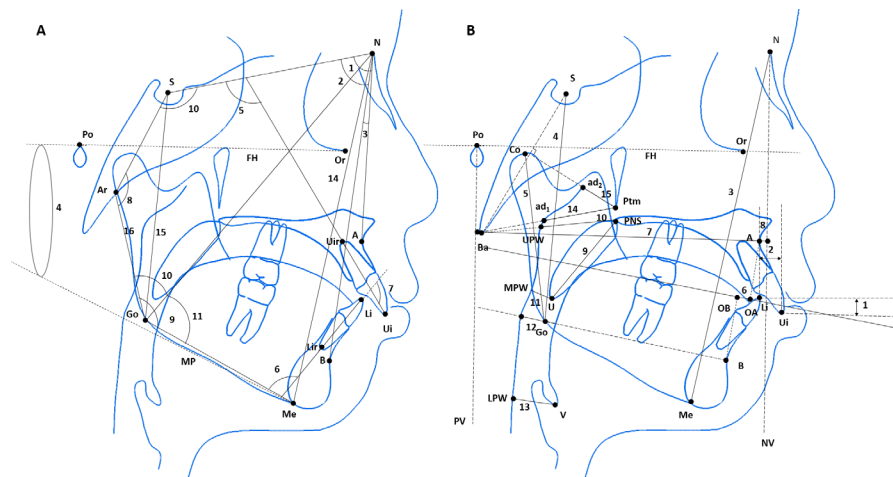 A
N
S
1
2
10
5
3
Po
FH
Or
14
4
Ar
8
16
15
Uir
A
7
10
11
Go
9
Li
Ui
MP
Lir
B
6
Me
B
N
S
4
Po
Co
Or
FH
ad2
5
15
3
ad1
14
Ptm
10
PNS
8
UPW
7
A
Ba
2
9
MPW
11
U
6
OB
OA
Li
1
12
Go
Ui
B
LPW
13
V
Me
PV
NV